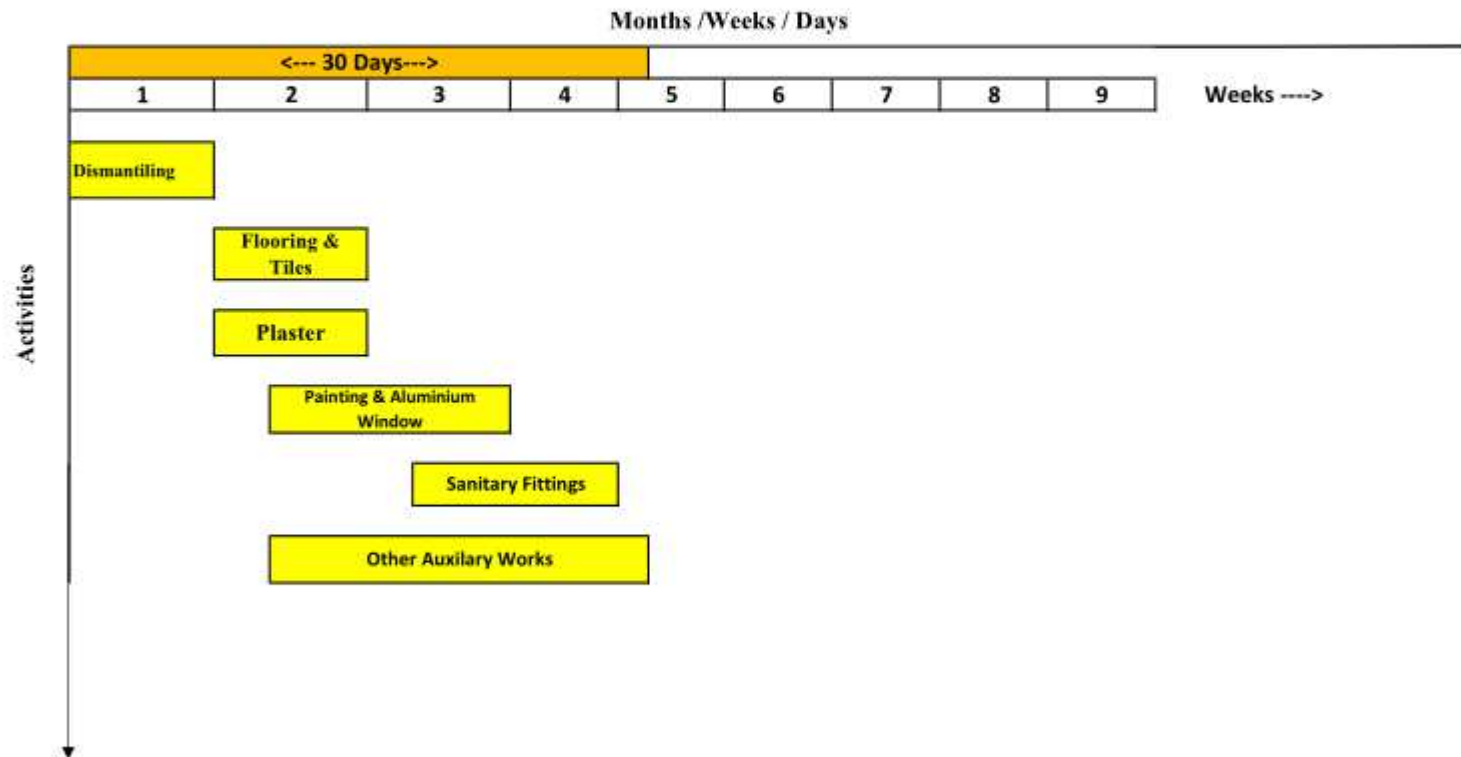 Months /Weeks / Days
<--- 30 Days--->
1 2 3 4 5 6 7 8 9 Weeks ---->
Activities
Dismantiling
Flooring &
Tiles
Plaster
Painting & Aluminium
Window
Sanitary Fittings
Other Auxilary Works